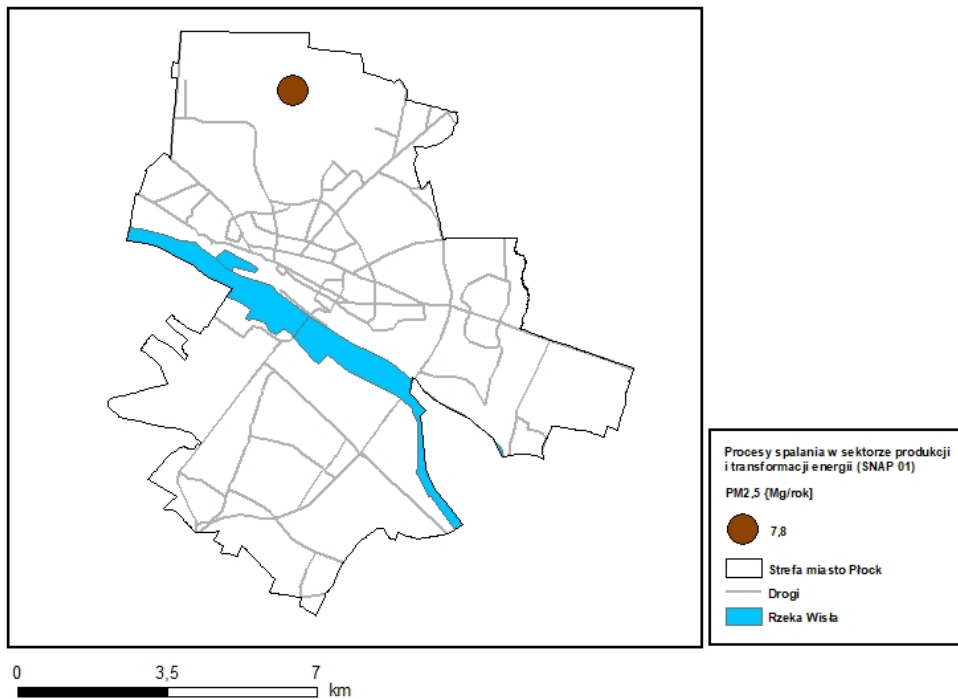 Procesy spalania w sektorze produkcji
i transformacji energii (SNAP 01)
PM2,5 {Mg/rok]
7,8
Strefa miasto Płock
Drogi
Rzeka Wisła
0 3,5 7
km